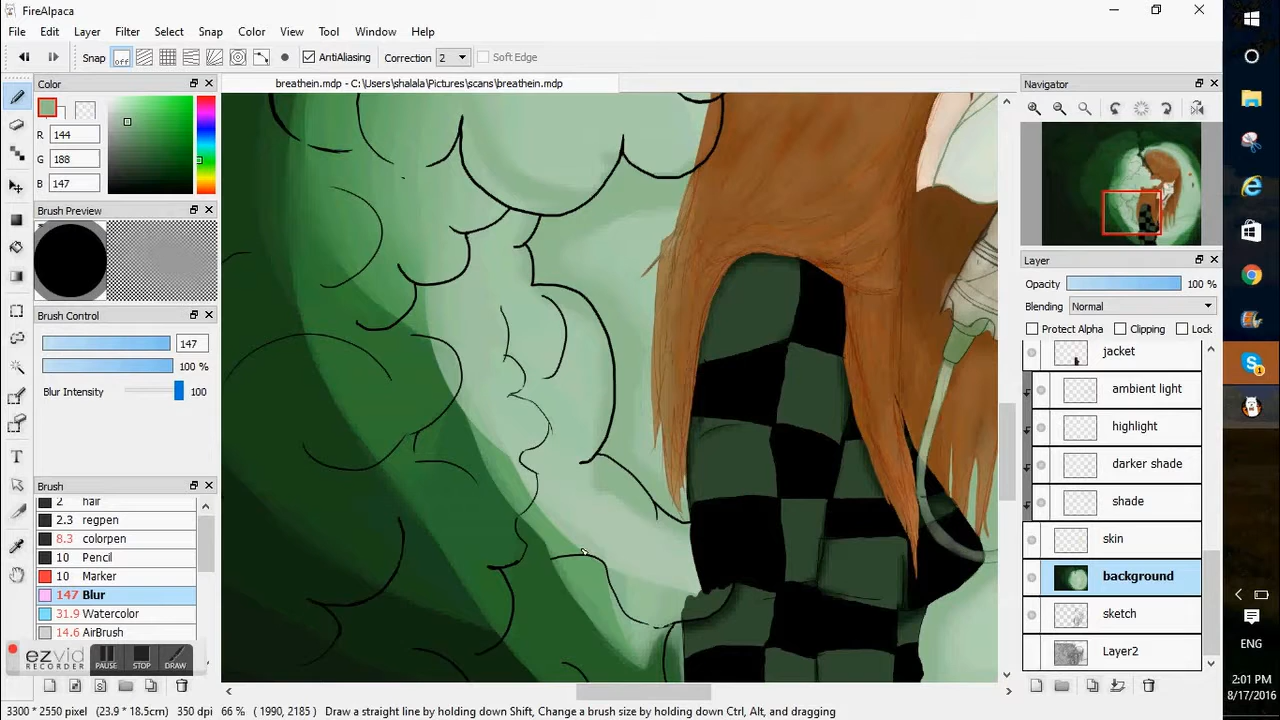 FireAlpaca
File Edit Layer Filter Select Snap Color View Tool Window Help
Snap off AntiAliasing Correction 2 Soft Edge
Color
breathein.mdp - C:\Users\shalala\Pictures\scans\breathein.mdp
Navigator
R 144
G 188
B 147
Brush Preview
Layer
Opacity 100 %
Blending Normal
Protect Alpha Clipping Lock
Brush Control
147
100 %
Blur Intensity 100
jacket
ambient light
highlight
darker shade
shade
skin
background
sketch
Layer2
Brush
2 hair
2.3 regpen
8.3 colorpen
10 Pencil
10 Marker
147 Blur
31.9 Watercolor
14.6 AirBrush
ezvid
RECORDER
PAUSE STOP DRAW
ENG
2:01 PM
8/17/2016
3300 * 2550 pixel (23.9 * 18.5cm) 350 dpi 66 % ( 1990, 2185 ) Draw a straight line by holding down Shift, Change a brush size by holding down Ctrl, Alt, and dragging